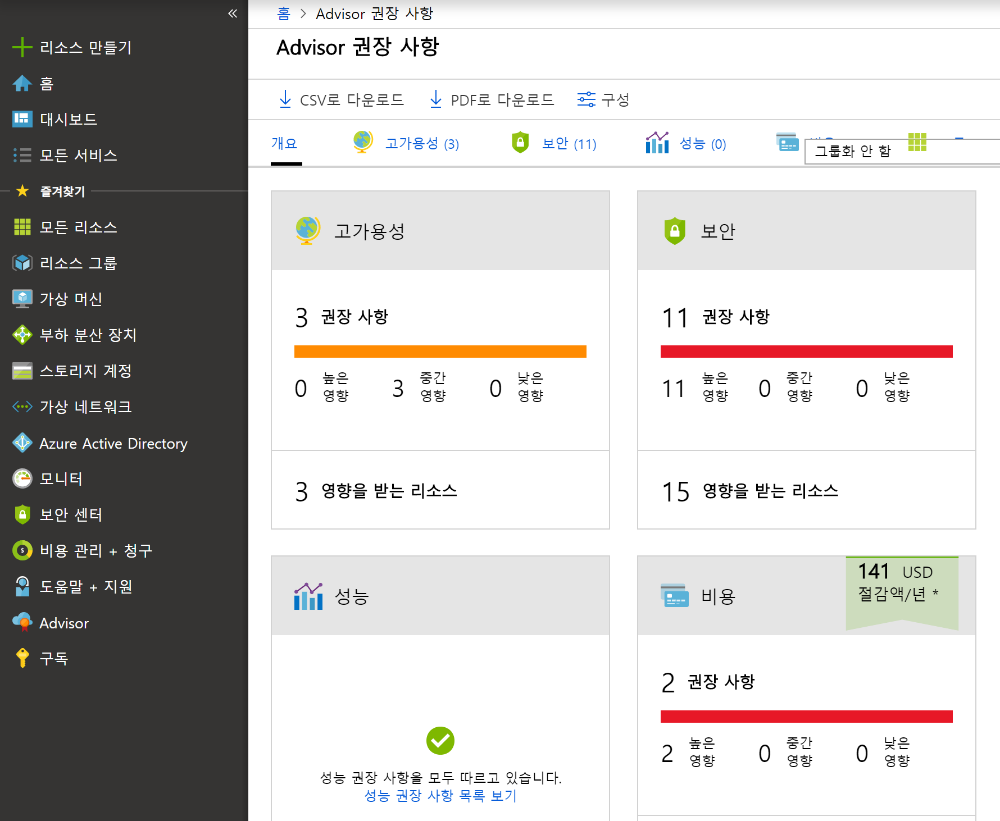 리소스 만들기
홈
대시보드
모든 서비스
즐겨찾기
모든 리소스
리소스 그룹
가상 머신
부하 분산 장치
스토리지 계정
가상 네트워크
Azure Active Directory
모니터
보안 센터
비용 관리 + 청구
도움말 + 지원
Advisor
구독
홈 > Advisor 권장 사항
Advisor 권장 사항
CSV로 다운로드 PDF로 다운로드 구성
개요 고가용성 (3) 보안 (11) 성능 (0)
그룹화 안 함
고가용성
3 권장 사항
0 높은 영향 3 중간 영향 0 낮은 영향
3 영향을 받는 리소스
보안
11 권장 사항
11 높은 영향 0 중간 영향 0 낮은 영향
15 영향을 받는 리소스
성능
성능 권장 사항을 모두 따르고 있습니다.
성능 권장 사항 목록 보기
비용
141 USD
절감액/년 *
2 권장 사항
2 높은 영향 0 중간 영향 0 낮은 영향